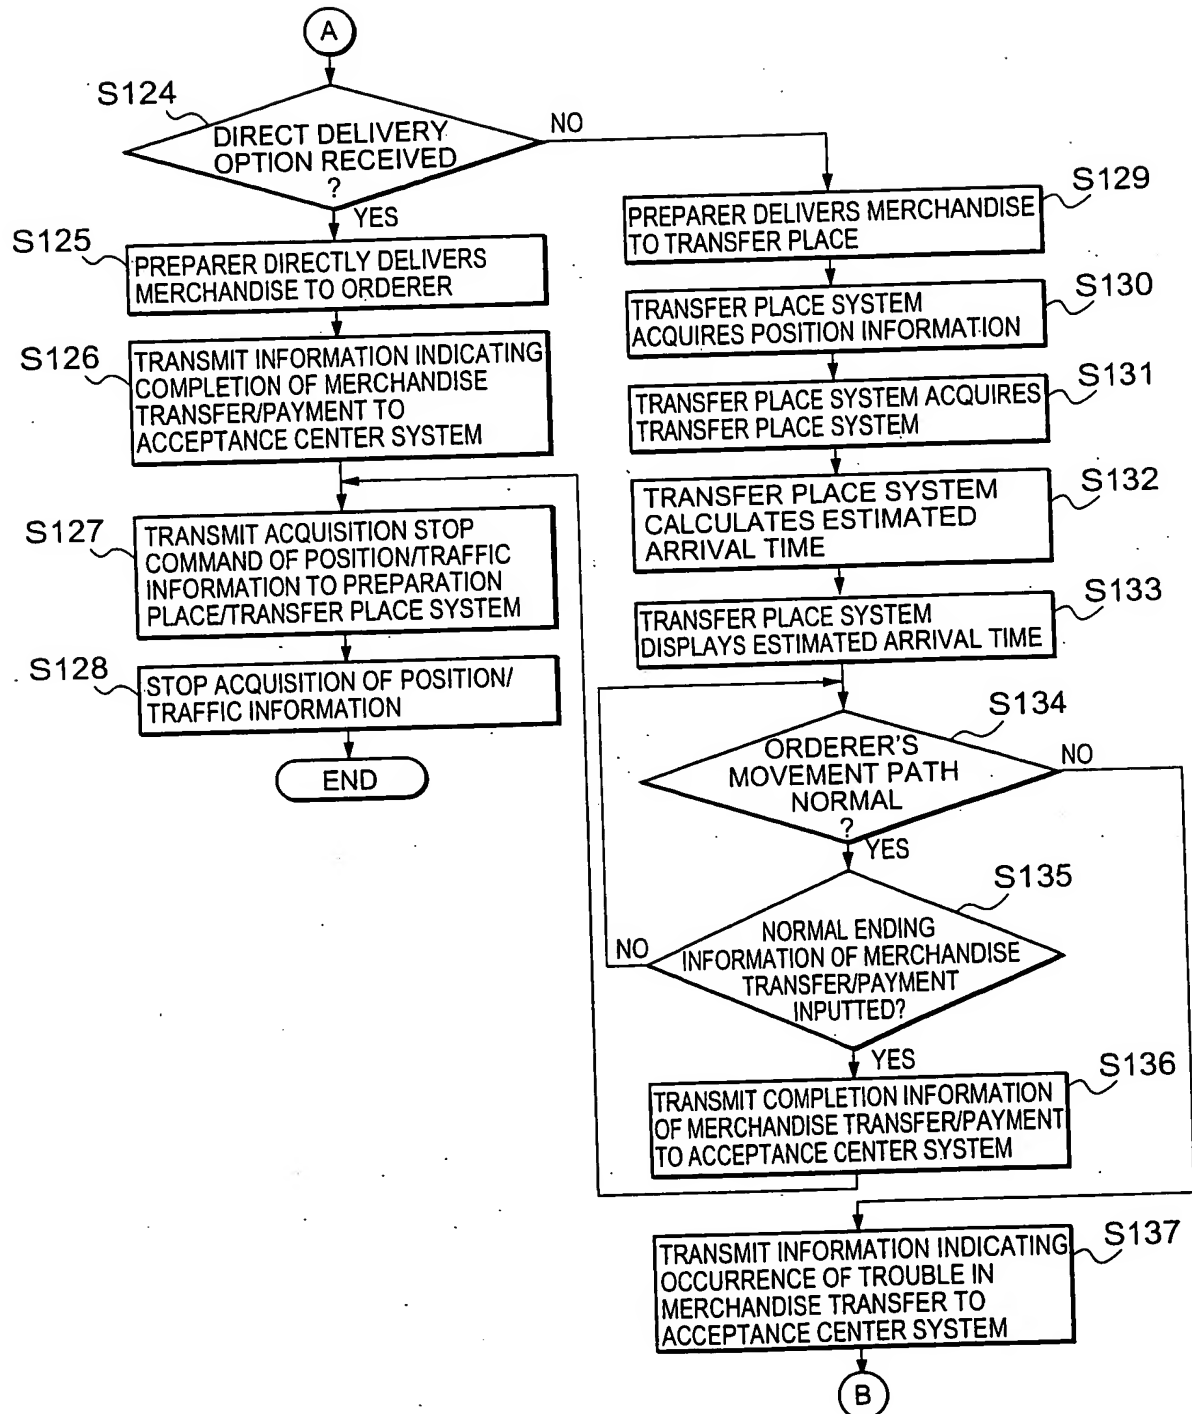 A
S124
DIRECT DELIVERY
OPTION RECEIVED
?
NO
YES
S125
PREPARER DIRECTLY DELIVERS
MERCHANDISE TO ORDERER
S126
TRANSMIT INFORMATION INDICATING
COMPLETION OF MERCHANDISE
TRANSFER/PAYMENT TO
ACCEPTANCE CENTER SYSTEM
S127
TRANSMIT ACQUISITION STOP
COMMAND OF POSITION/TRAFFIC
INFORMATION TO PREPARATION
PLACE/TRANSFER PLACE SYSTEM
S128
STOP ACQUISITION OF POSITION/
TRAFFIC INFORMATION
END
S129
PREPARER DELIVERS MERCHANDISE
TO TRANSFER PLACE
S130
TRANSFER PLACE SYSTEM
ACQUIRES POSITION INFORMATION
S131
TRANSFER PLACE SYSTEM ACQUIRES
TRANSFER PLACE SYSTEM
S132
TRANSFER PLACE SYSTEM
CALCULATES ESTIMATED
ARRIVAL TIME
S133
TRANSFER PLACE SYSTEM
DISPLAYS ESTIMATED ARRIVAL TIME
S134
ORDERER'S
MOVEMENT PATH
NORMAL
?
NO
YES
S135
NORMAL ENDING
INFORMATION OF MERCHANDISE
TRANSFER/PAYMENT
INPUTTED?
NO
YES
S136
TRANSMIT COMPLETION INFORMATION
OF MERCHANDISE TRANSFER/PAYMENT
TO ACCEPTANCE CENTER SYSTEM
S137
TRANSMIT INFORMATION INDICATING
OCCURRENCE OF TROUBLE IN
MERCHANDISE TRANSFER TO
ACCEPTANCE CENTER SYSTEM
B